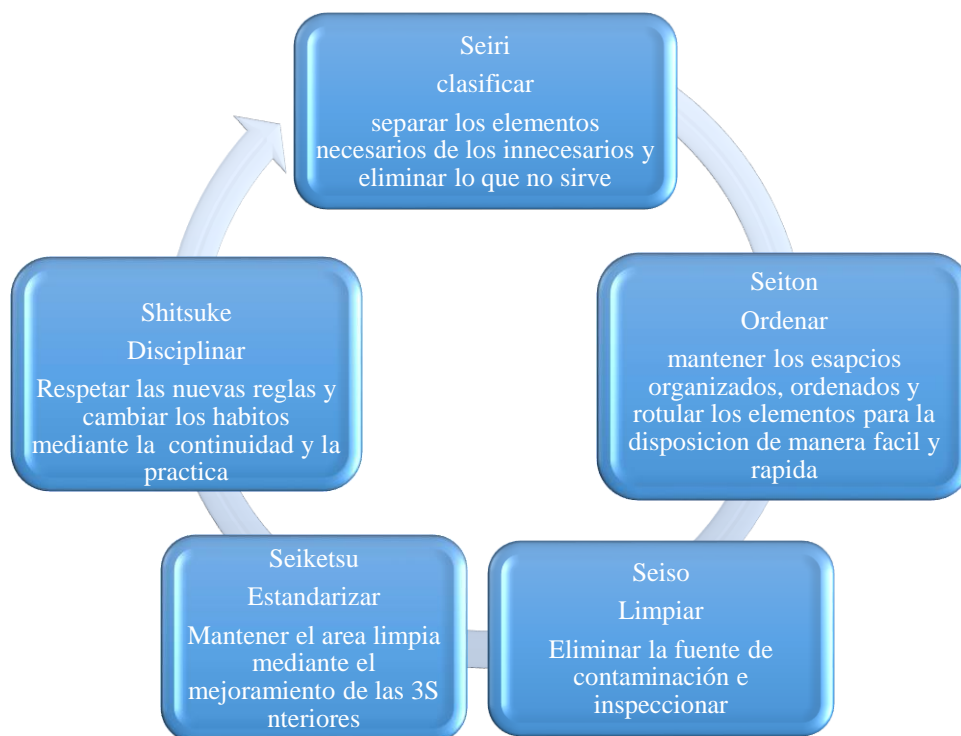 Seiri
clasificar
separar los elementos
necesarios de los innecesarios y
eliminar lo que no sirve
Seiton
Ordenar
mantener los esapcios
organizados, ordenados y
rotular los elementos para la
disposicion de manera facil y
rapida
Seiso
Limpiar
Eliminar la fuente de
contaminación e
inspeccionar
Seiketsu
Estandarizar
Mantener el area limpia
mediante el
mejoramiento de las 3S
nteriores
Shitsuke
Disciplinar
Respetar las nuevas reglas y
cambiar los habitos
mediante la continuidad y la
practica